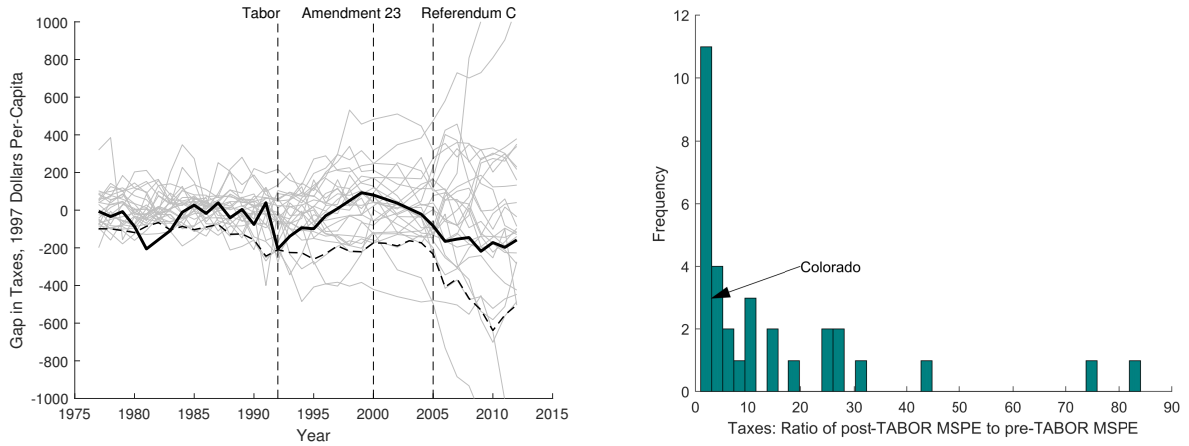 Tabor Amendment 23 Referendum C
1000
800
600
400
200
0
-200
-400
-600
-800
-1000
1975 1980 1985 1990 1995 2000 2005 2010 2015
Year
Gap in Taxes, 1997 Dollars Per-Capita
12
10
8
6
4
2
0
Colorado
0 10 20 30 40 50 60 70 80 90
Taxes: Ratio of post-TABOR MSPE to pre-TABOR MSPE
Frequency